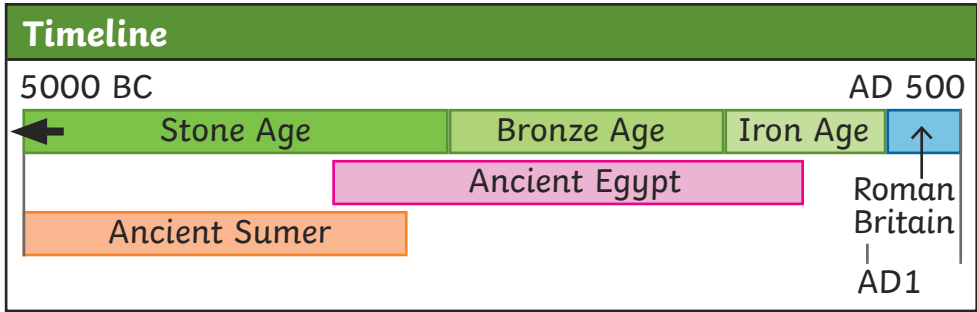 Timeline
5000 BC AD 500
Stone Age Bronze Age Iron Age
Ancient Egypt
Roman
Britain
Ancient Sumer
AD1